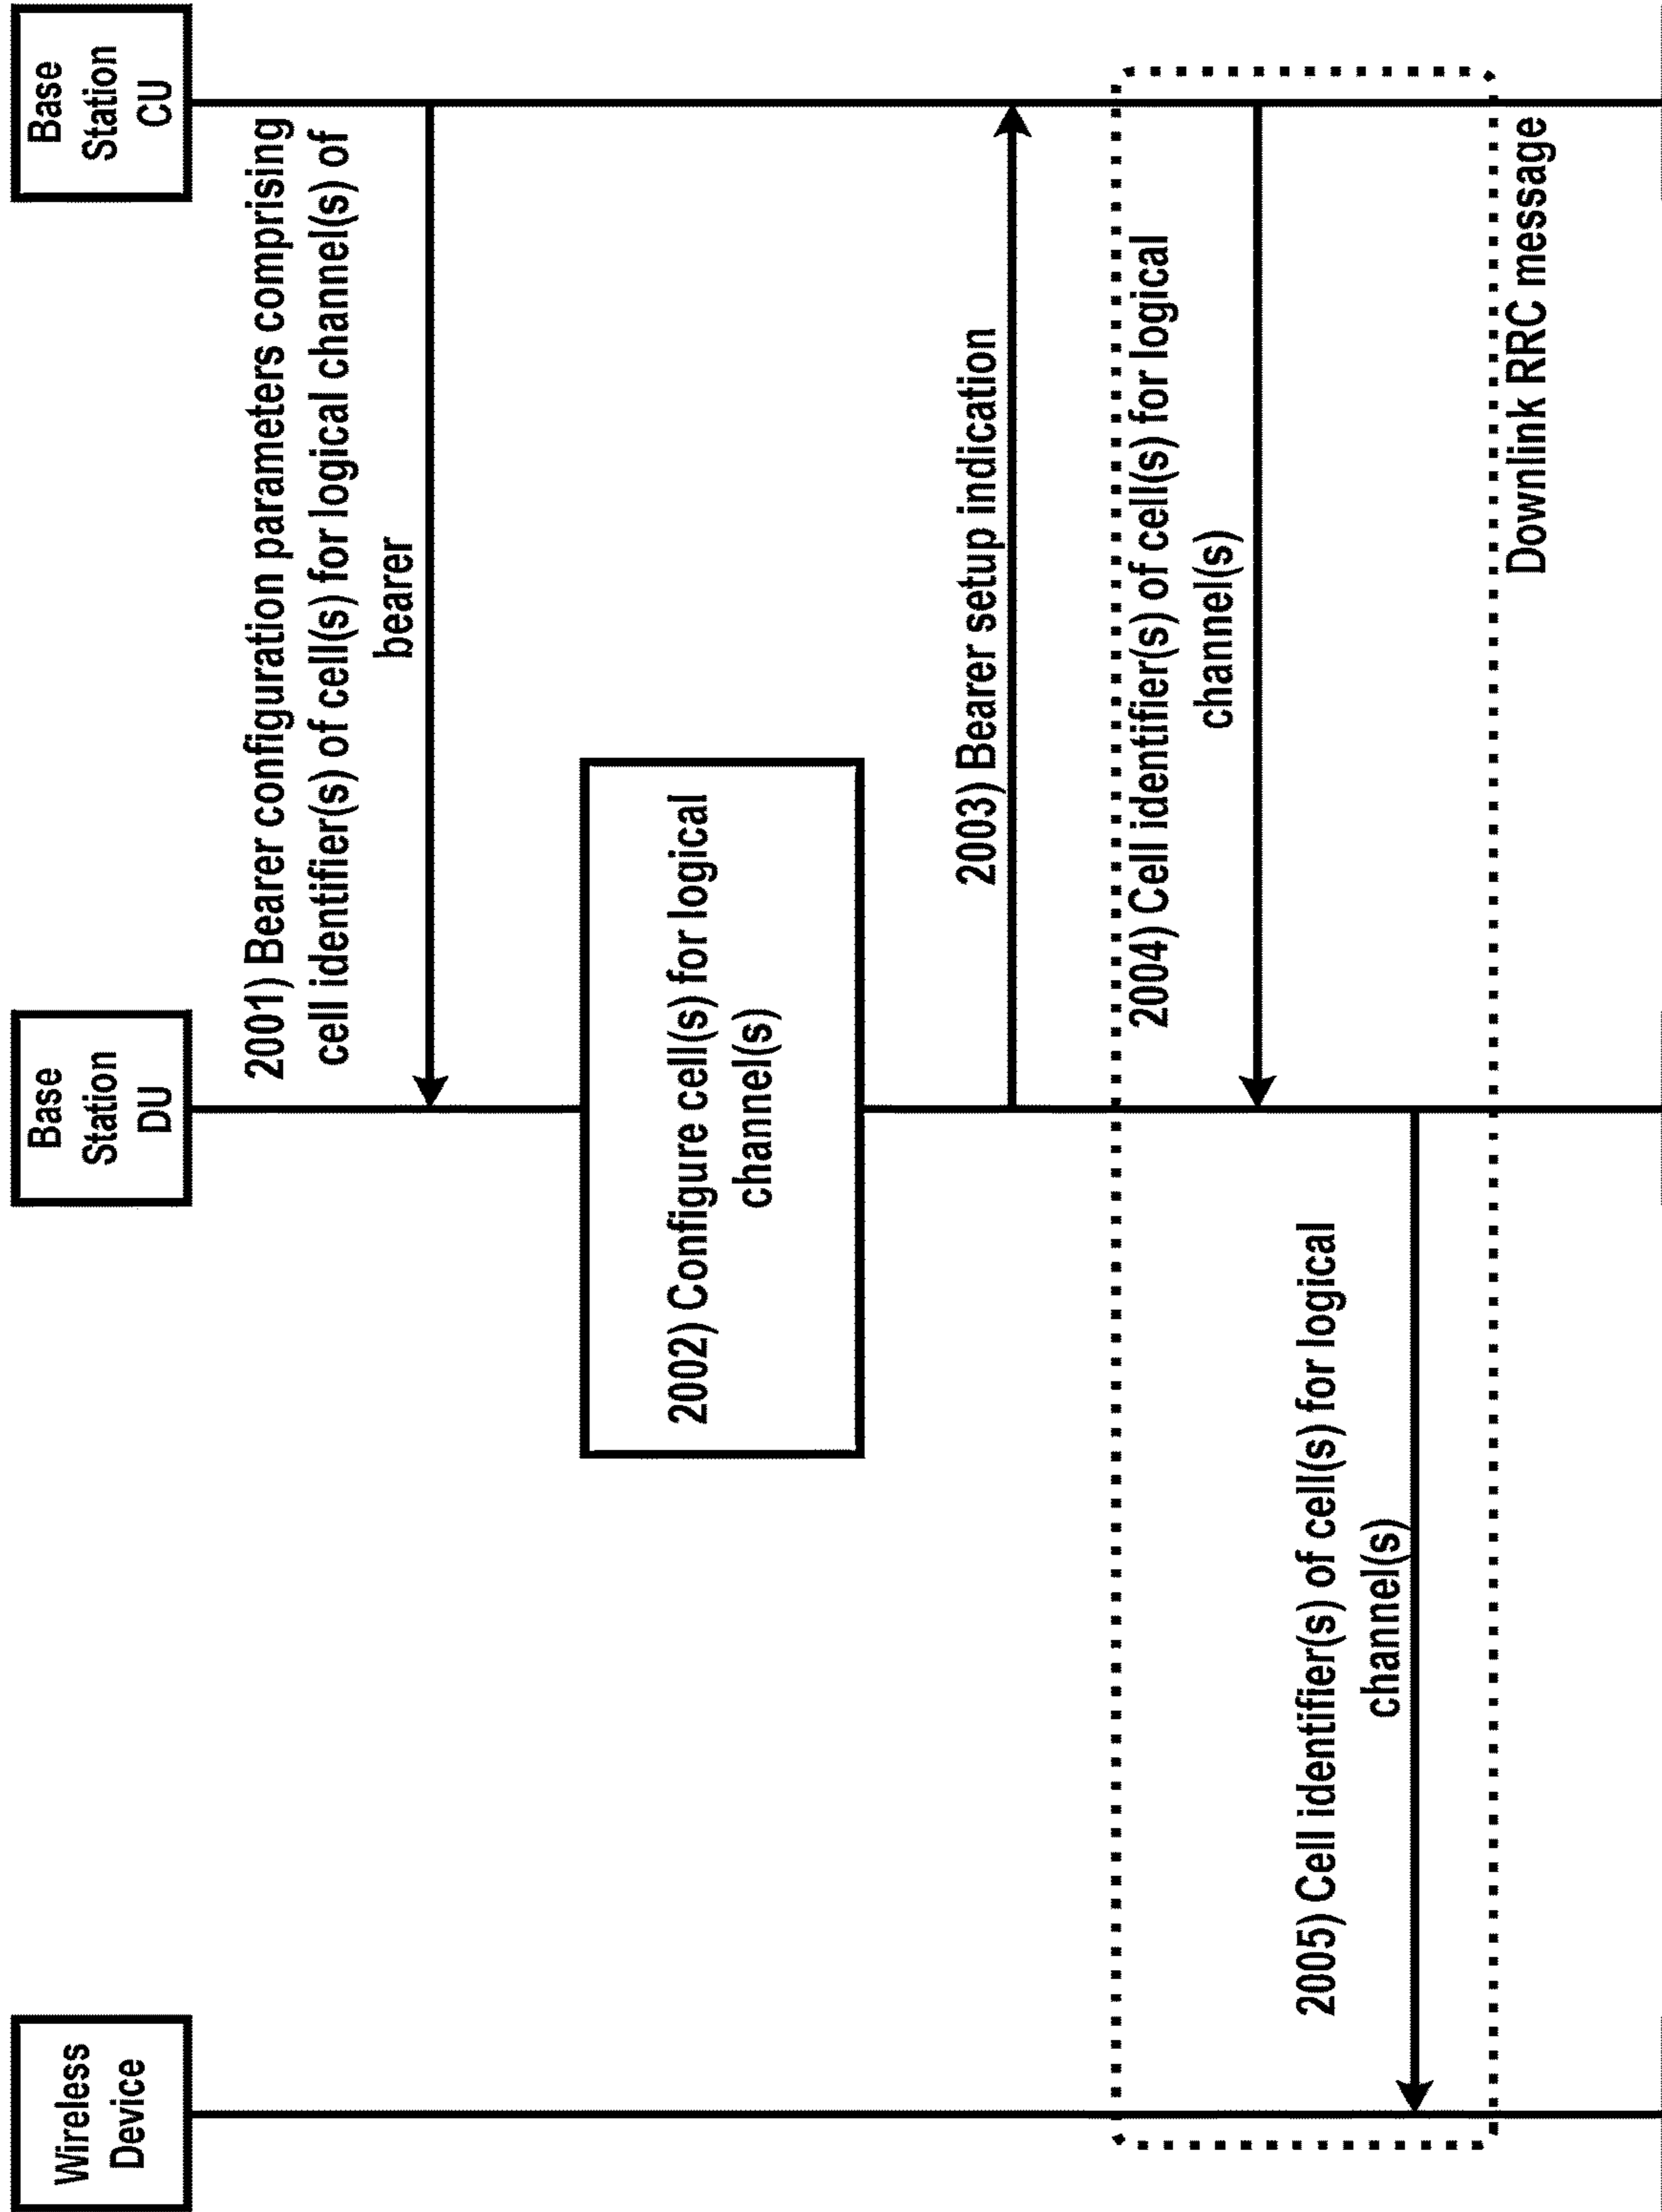 Wireless
Device
Base
Station
DU
Base
Station
CU
2001) Bearer configuration parameters comprising
cell identifier(s) of cell(s) for logical channel(s) of
bearer
2002) Configure cell(s) for logical
channel(s)
2003) Bearer setup indication
2004) Cell identifier(s) of cell(s) for logical
channel(s)
2005) Cell identifier(s) of cell(s) for logical
channel(s)
Downlink RRC message